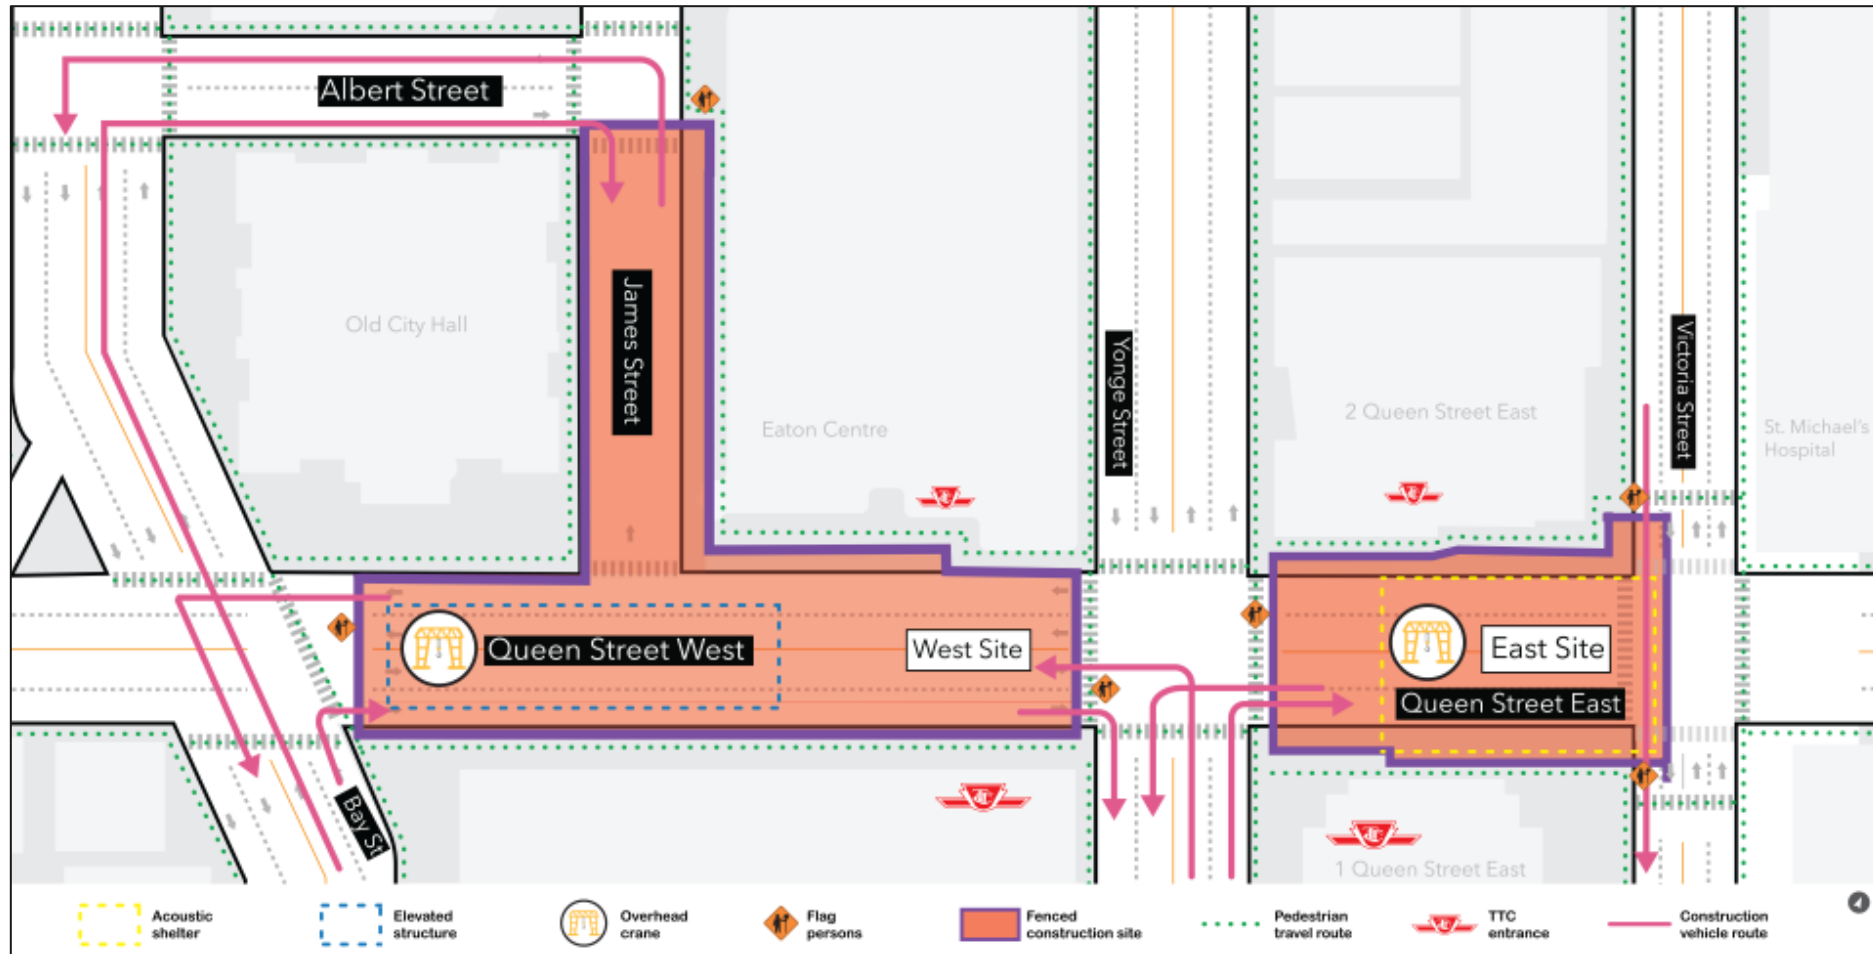 Albert Street
Old City Hall
James Street
Eaton Centre
Yonge Street
2 Queen Street East
Victoria Street
St. Michael's
Hospital
Queen Street West
West Site
East Site
Queen Street East
Bay St
1 Queen Street East
Acoustic
shelter
Elevated
structure
Overhead
crane
Flag
persons
Fenced
construction site
Pedestrian
travel route
TTC
entrance
Construction
vehicle route